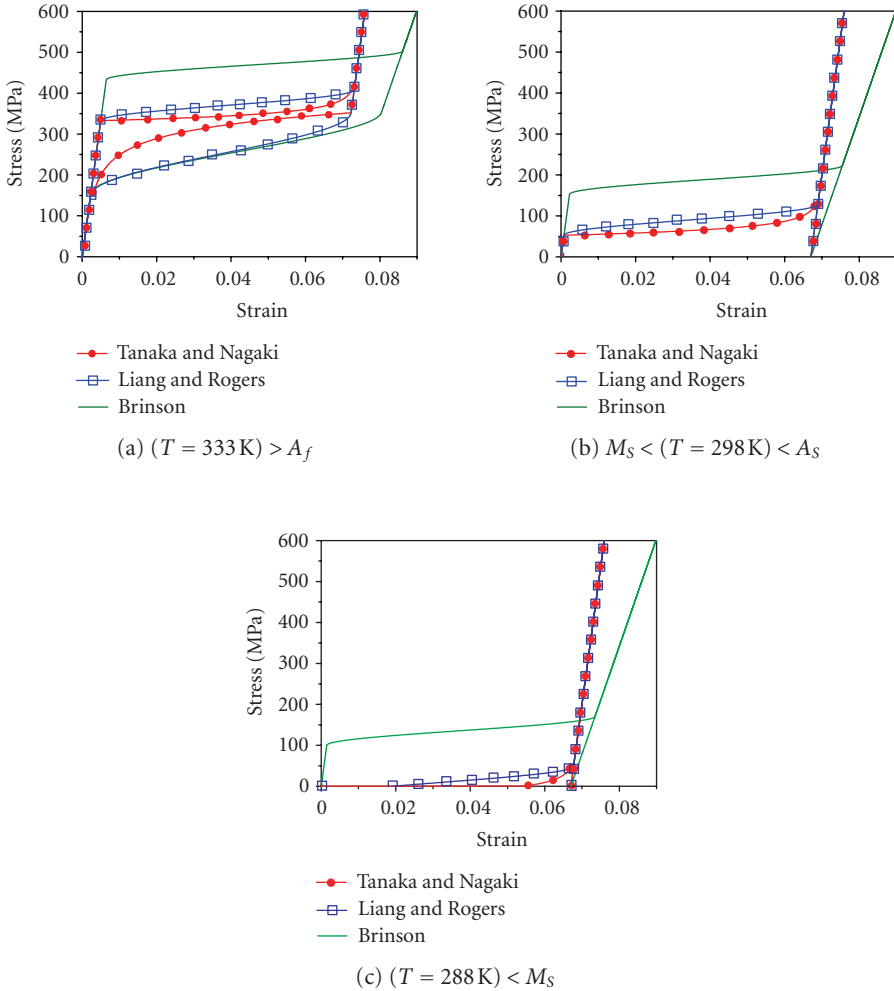 600
500
400
300
200
100
0
Stress (MPa)
0 0.02 0.04 0.06 0.08
Strain
Tanaka and Nagaki
Liang and Rogers
Brinson
(a) (T = 333 K) > A_f
600
500
400
300
200
100
0
Stress (MPa)
0 0.02 0.04 0.06 0.08
Strain
Tanaka and Nagaki
Liang and Rogers
Brinson
(b) M_S < (T = 298 K) < A_S
600
500
400
300
200
100
0
Stress (MPa)
0 0.02 0.04 0.06 0.08
Strain
Tanaka and Nagaki
Liang and Rogers
Brinson
(c) (T = 288 K) < M_S